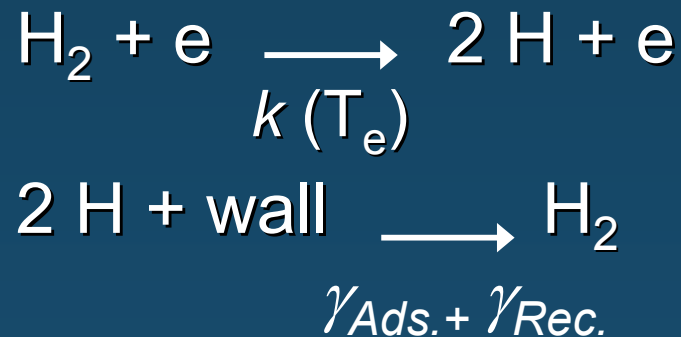 H₂ + e ⟶ 2 H + e
k (Tₑ)
2 H + wall ⟶ H₂
γAds.+ γRec.